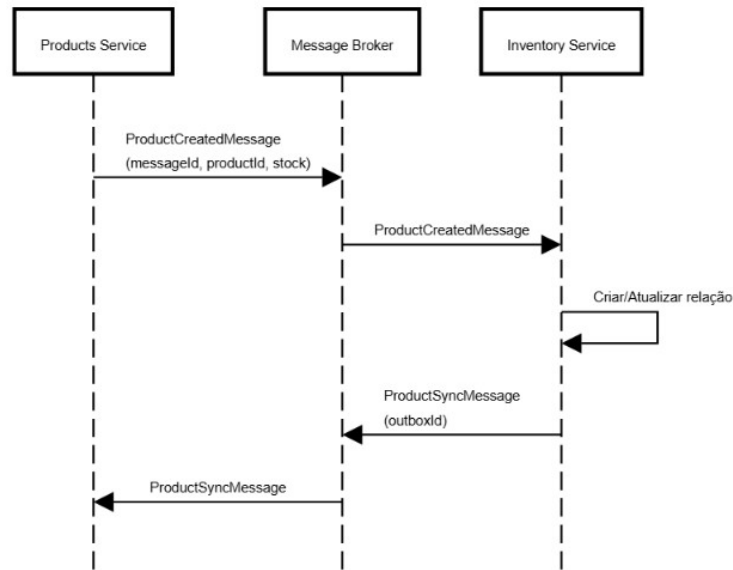 Products Service
Message Broker
Inventory Service
ProductCreatedMessage
(messageId, productId, stock)
ProductCreatedMessage
Criar/Atualizar relação
ProductSyncMessage
(outboxId)
ProductSyncMessage